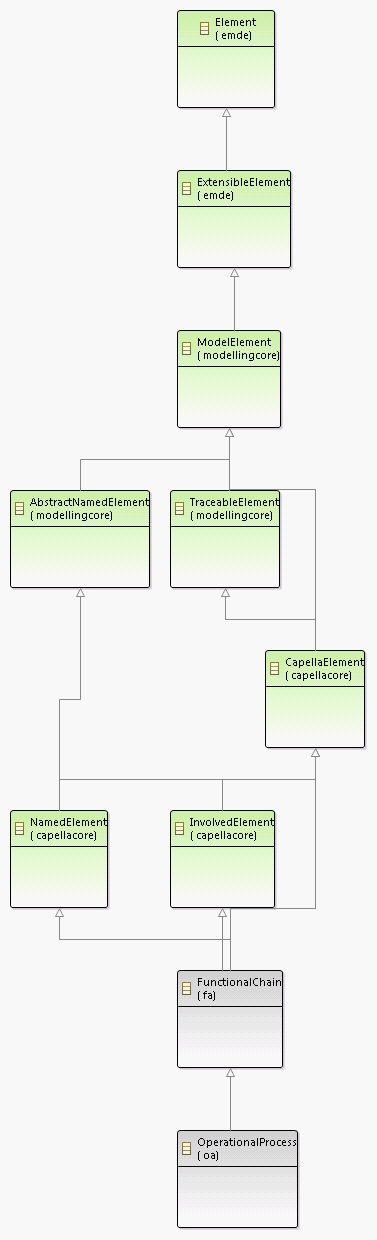 Element
( emde)
ExtensibleElement
( emde)
ModelElement
( modellingcore)
AbstractNamedElement
( modellingcore)
TraceableElement
( modellingcore)
CapellaElement
( capellacore)
NamedElement
( capellacore)
InvolvedElement
( capellacore)
FunctionalChain
( fa)
OperationalProcess
( oa)